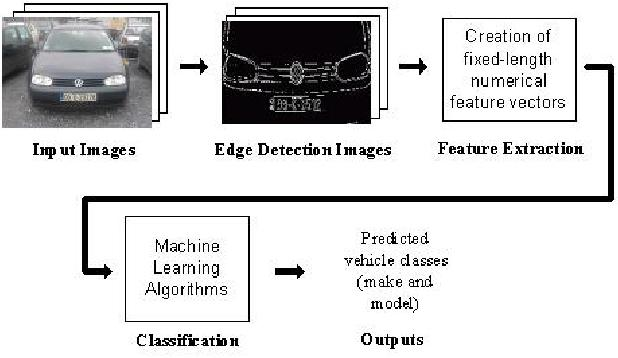 Creation of
fixed-length
numerical
feature vectors
Input Images
Edge Detection Images
Feature Extraction
Machine
Learning
Algorithms
Predicted
vehicle classes
(make and
model)
Classification
Outputs